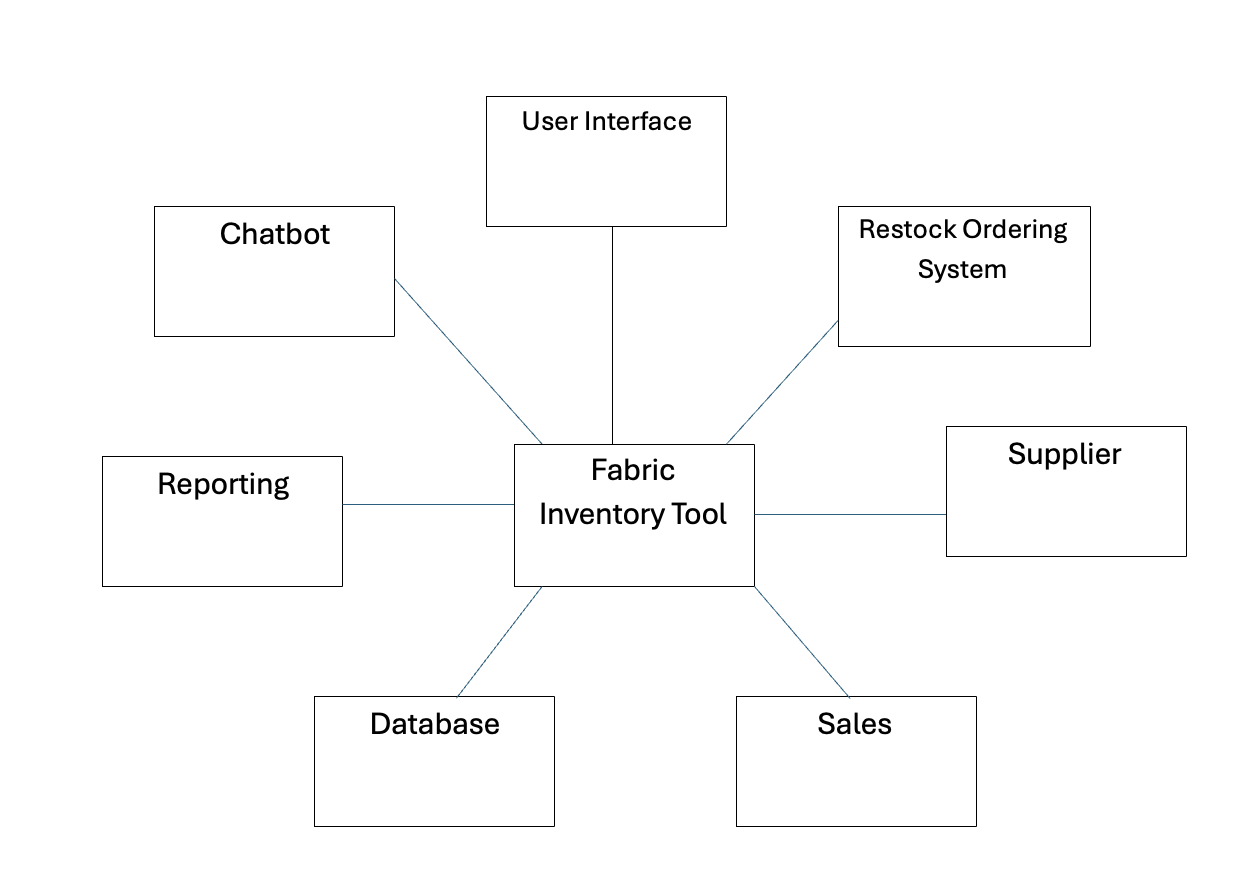 User Interface
Chatbot
Restock Ordering
System
Fabric
Inventory Tool
Supplier
Reporting
Database
Sales